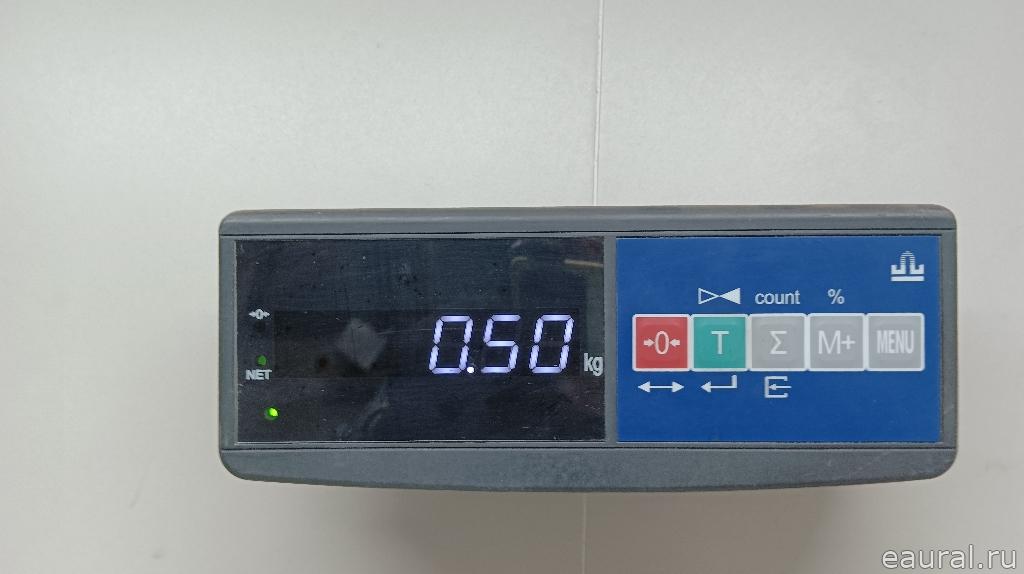 count %
→0←
0.50 kg
→0← T Σ M+ MENU
NET
eaural.ru